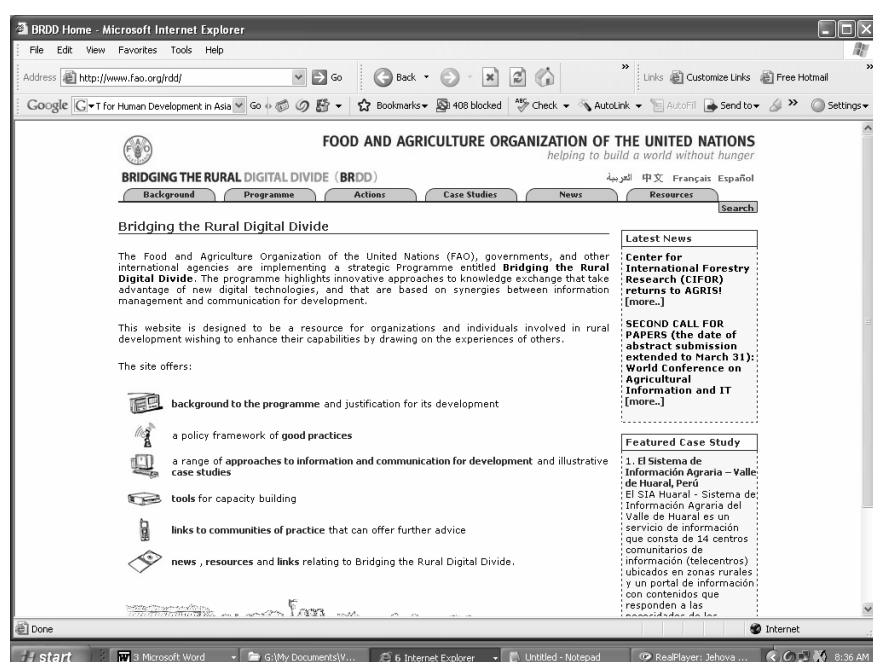 BRDD Home - Microsoft Internet Explorer
File Edit View Favorites Tools Help
Address http://www.fao.org/rdd/ Go Back » Links Customize Links Free Hotmail »
Google G T for Human Development in Asia Go Bookmarks 408 blocked ABC Check AutoLink AutoFill Send to » Settings
FAO
FOOD AND AGRICULTURE ORGANIZATION OF THE UNITED NATIONS
helping to build a world without hunger
BRIDGING THE RURAL DIGITAL DIVIDE (BRDD) العربية 中文 Français Español
Background Programme Actions Case Studies News Resources
Search
Bridging the Rural Digital Divide
The Food and Agriculture Organization of the United Nations (FAO), governments, and other
international agencies are implementing a strategic Programme entitled Bridging the Rural
Digital Divide. The programme highlights innovative approaches to knowledge exchange that take
advantage of new digital technologies, and that are based on synergies between information
management and communication for development.
This website is designed to be a resource for organizations and individuals involved in rural
development wishing to enhance their capabilities by drawing on the experiences of others.
The site offers:
background to the programme and justification for its development
a policy framework of good practices
a range of approaches to information and communication for development and illustrative
case studies
tools for capacity building
links to communities of practice that can offer further advice
news , resources and links relating to Bridging the Rural Digital Divide.
Latest News
Center for
International Forestry
Research (CIFOR)
returns to AGRIS!
[more..]
SECOND CALL FOR
PAPERS (the date of
abstract submission
extended to March 31):
World Conference on
Agricultural
Information and IT
[more..]
Featured Case Study
1. El Sistema de
Información Agraria – Valle
de Huaral, Perú
El SIA Huaral - Sistema de
Información Agraria del
Valle de Huaral es un
servicio de información
que consta de 14 centros
comunitarios de
información (telecentros)
ubicados en zonas rurales
y un portal de información
con contenidos que
responden a las
necesidades de los
Done Internet
start 3 Microsoft Word G:\My Documents\V... 6 Internet Explorer Untitled - Notepad RealPlayer: Jehova ... 8:36 AM